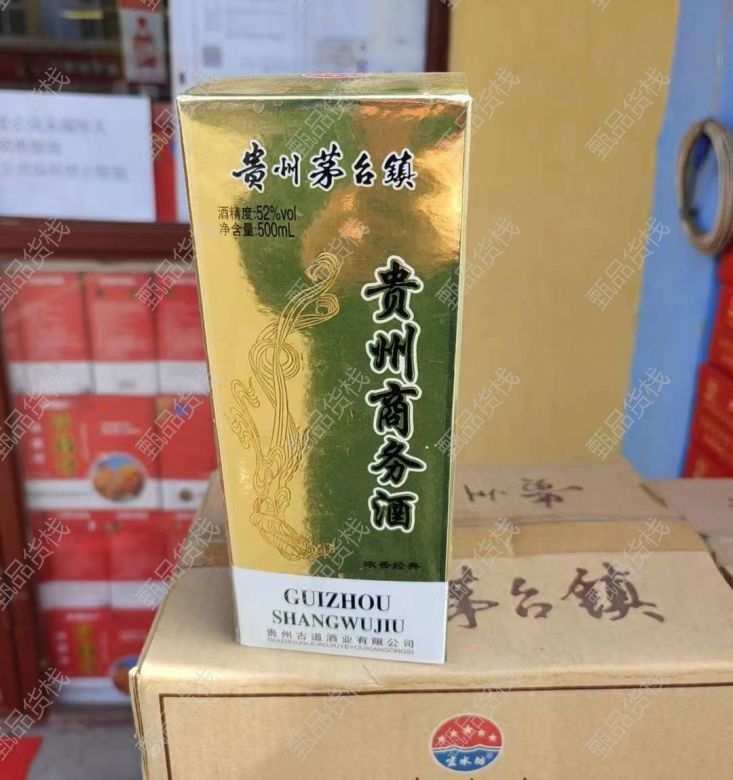 贵州茅台镇
酒精度:52%vol
净含量:500mL
贵州商务酒
浓香经典
GUIZHOU
SHANGWUJIU
贵州古道酒业有限公司
GUIZHOUGUDAOJIUYEYOUXIANGONGSI
茅台镇
甄品货栈